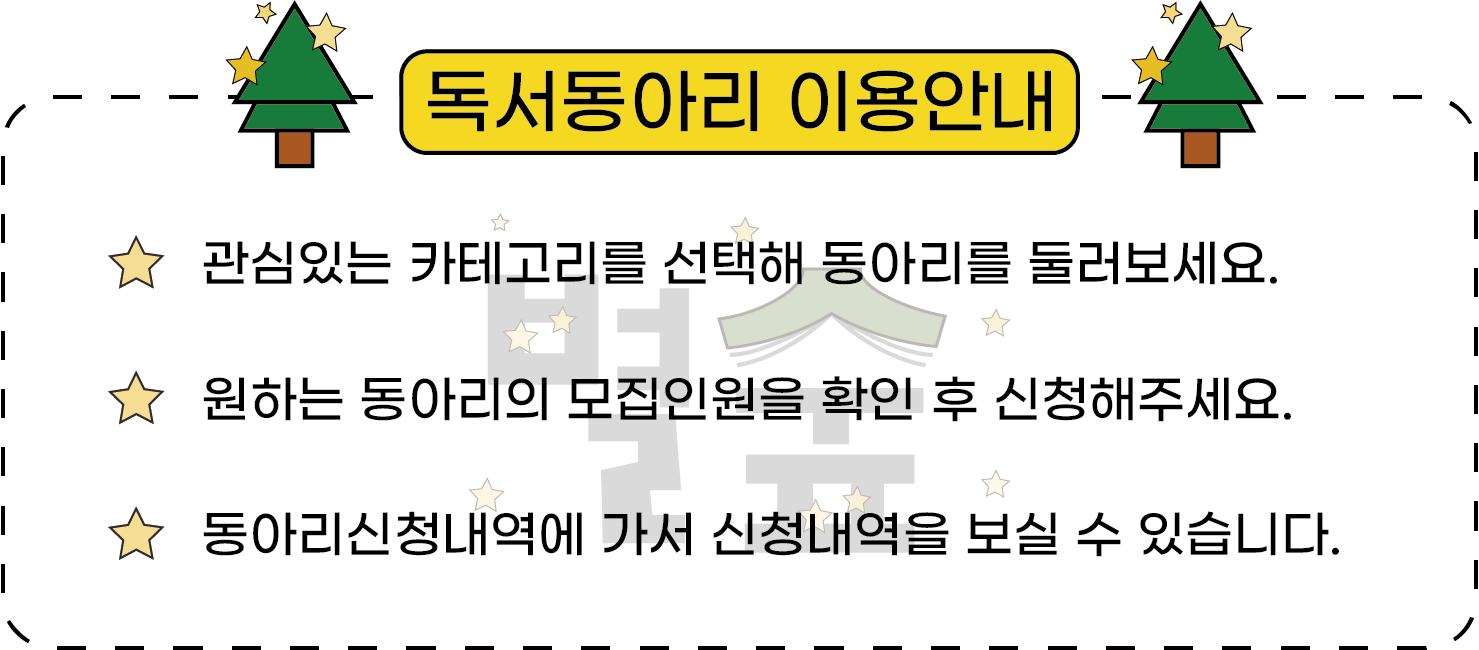 독서동아리 이용안내
관심있는 카테고리를 선택해 동아리를 둘러보세요.
원하는 동아리의 모집인원을 확인 후 신청해주세요.
동아리신청내역에 가서 신청내역을 보실 수 있습니다.
별숲